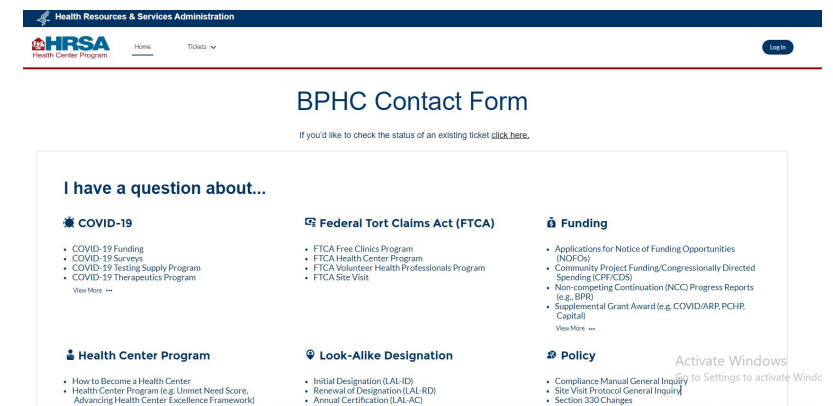 Health Resources & Services Administration
HRSA
Health Center Program
Home
Tickets
Log in
BPHC Contact Form
If you'd like to check the status of an existing ticket click here.
I have a question about...
COVID-19
• COVID-19 Funding
• COVID-19 Surveys
• COVID-19 Testing Supply Program
• COVID-19 Therapeutics Program
View More •••
Federal Tort Claims Act (FTCA)
• FTCA Free Clinics Program
• FTCA Health Center Program
• FTCA Volunteer Health Professionals Program
• FTCA Site Visit
Funding
• Applications for Notice of Funding Opportunities
(NOFOs)
• Community Project Funding/Congressionally Directed
Spending (CPF/CDS)
• Non-competing Continuation (NCC) Progress Reports
(e.g., BPR)
• Supplemental Grant Award (e.g. COVID/ARP, PCHP,
Capital)
View More •••
Health Center Program
• How to Become a Health Center
• Health Center Program (e.g. Unmet Need Score,
Advancing Health Center Excellence Framework)
Look-Alike Designation
• Initial Designation (LAL-ID)
• Renewal of Designation (LAL-RD)
• Annual Certification (LAL-AC)
Policy
• Compliance Manual General Inquiry
• Site Visit Protocol General Inquiry
• Section 330 Changes
Activate Windows
Go to Settings to activate Windo